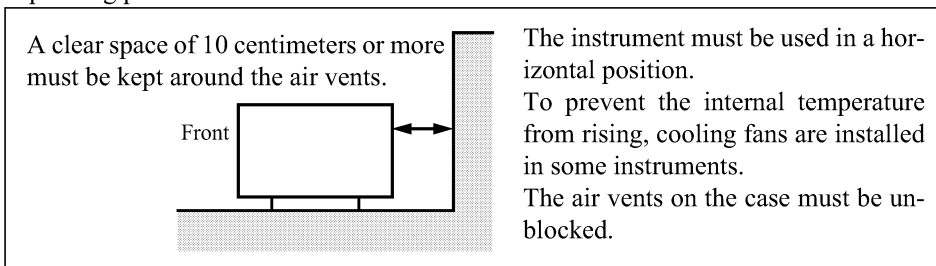 A clear space of 10 centimeters or more
must be kept around the air vents.
Front
The instrument must be used in a hor-
izontal position.
To prevent the internal temperature
from rising, cooling fans are installed
in some instruments.
The air vents on the case must be un-
blocked.